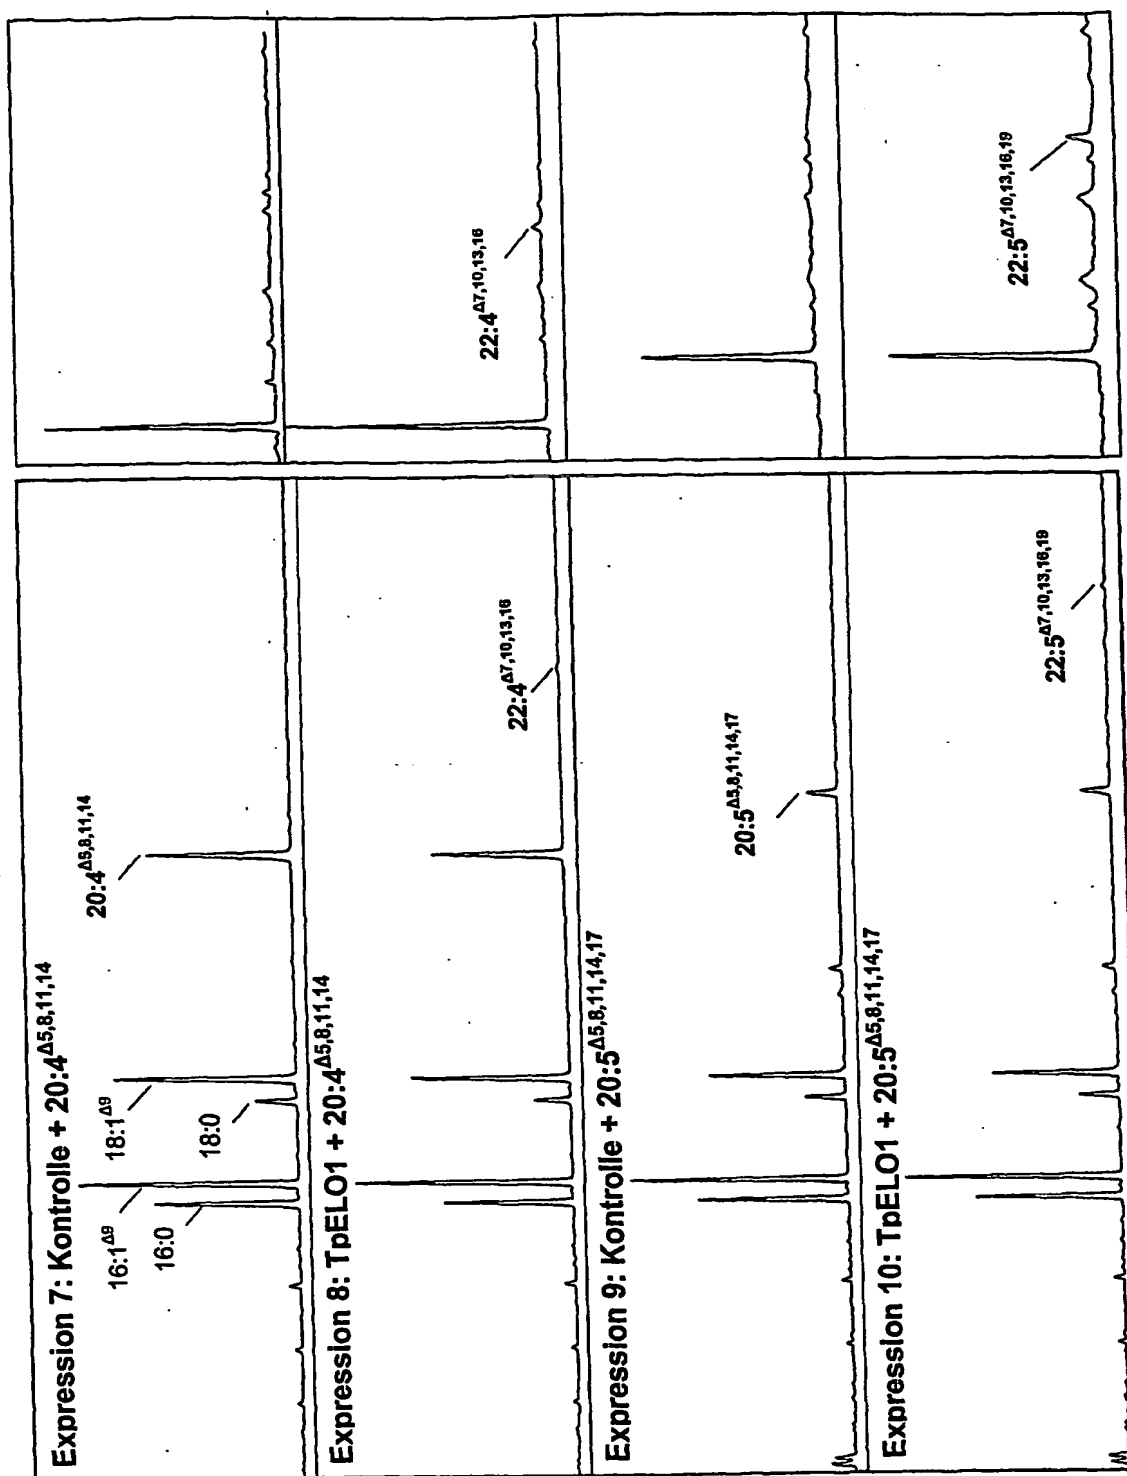 Expression 7: Kontrolle + 20:4Δ5,8,11,14
16:1Δ9
16:0
18:1Δ9
18:0
20:4Δ5,8,11,14
Expression 8: TpELO1 + 20:4Δ5,8,11,14
22:4Δ7,10,13,16
22:4Δ7,10,13,16
Expression 9: Kontrolle + 20:5Δ5,8,11,14,17
20:5Δ5,8,11,14,17
Expression 10: TpELO1 + 20:5Δ5,8,11,14,17
22:5Δ7,10,13,16,19
22:5Δ7,10,13,16,19